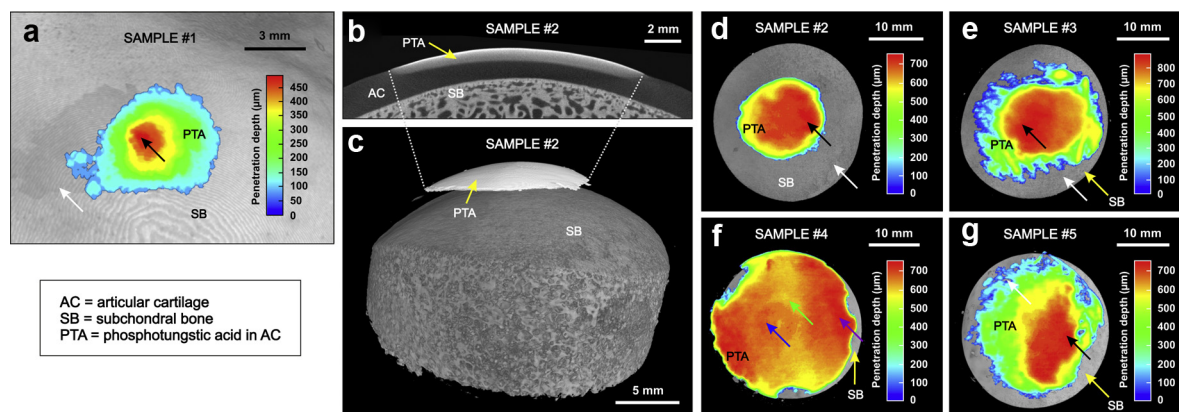 a
SAMPLE #1
3 mm
Penetration depth (µm)
450
400
350
300
250
200
150
100
50
0
PTA
SB
AC = articular cartilage
SB = subchondral bone
PTA = phosphotungstic acid in AC
b
SAMPLE #2
2 mm
PTA
AC
SB
c
SAMPLE #2
PTA
SB
5 mm
d
SAMPLE #2
10 mm
Penetration depth (µm)
700
600
500
400
300
200
100
0
PTA
SB
e
SAMPLE #3
10 mm
Penetration depth (µm)
800
700
600
500
400
300
200
100
0
PTA
SB
f
SAMPLE #4
10 mm
Penetration depth (µm)
700
600
500
400
300
200
100
0
PTA
SB
g
SAMPLE #5
10 mm
Penetration depth (µm)
700
600
500
400
300
200
100
0
PTA
SB